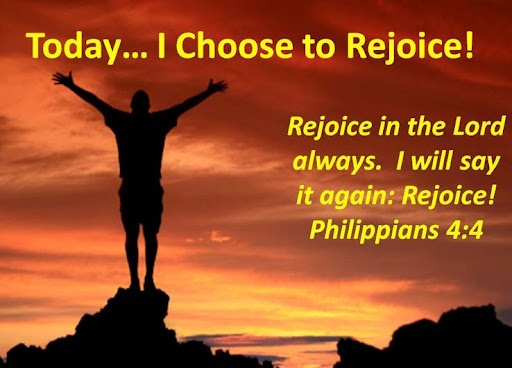 Today... I Choose to Rejoice!
Rejoice in the Lord
always.  I will say
it again: Rejoice!
Philippians 4:4